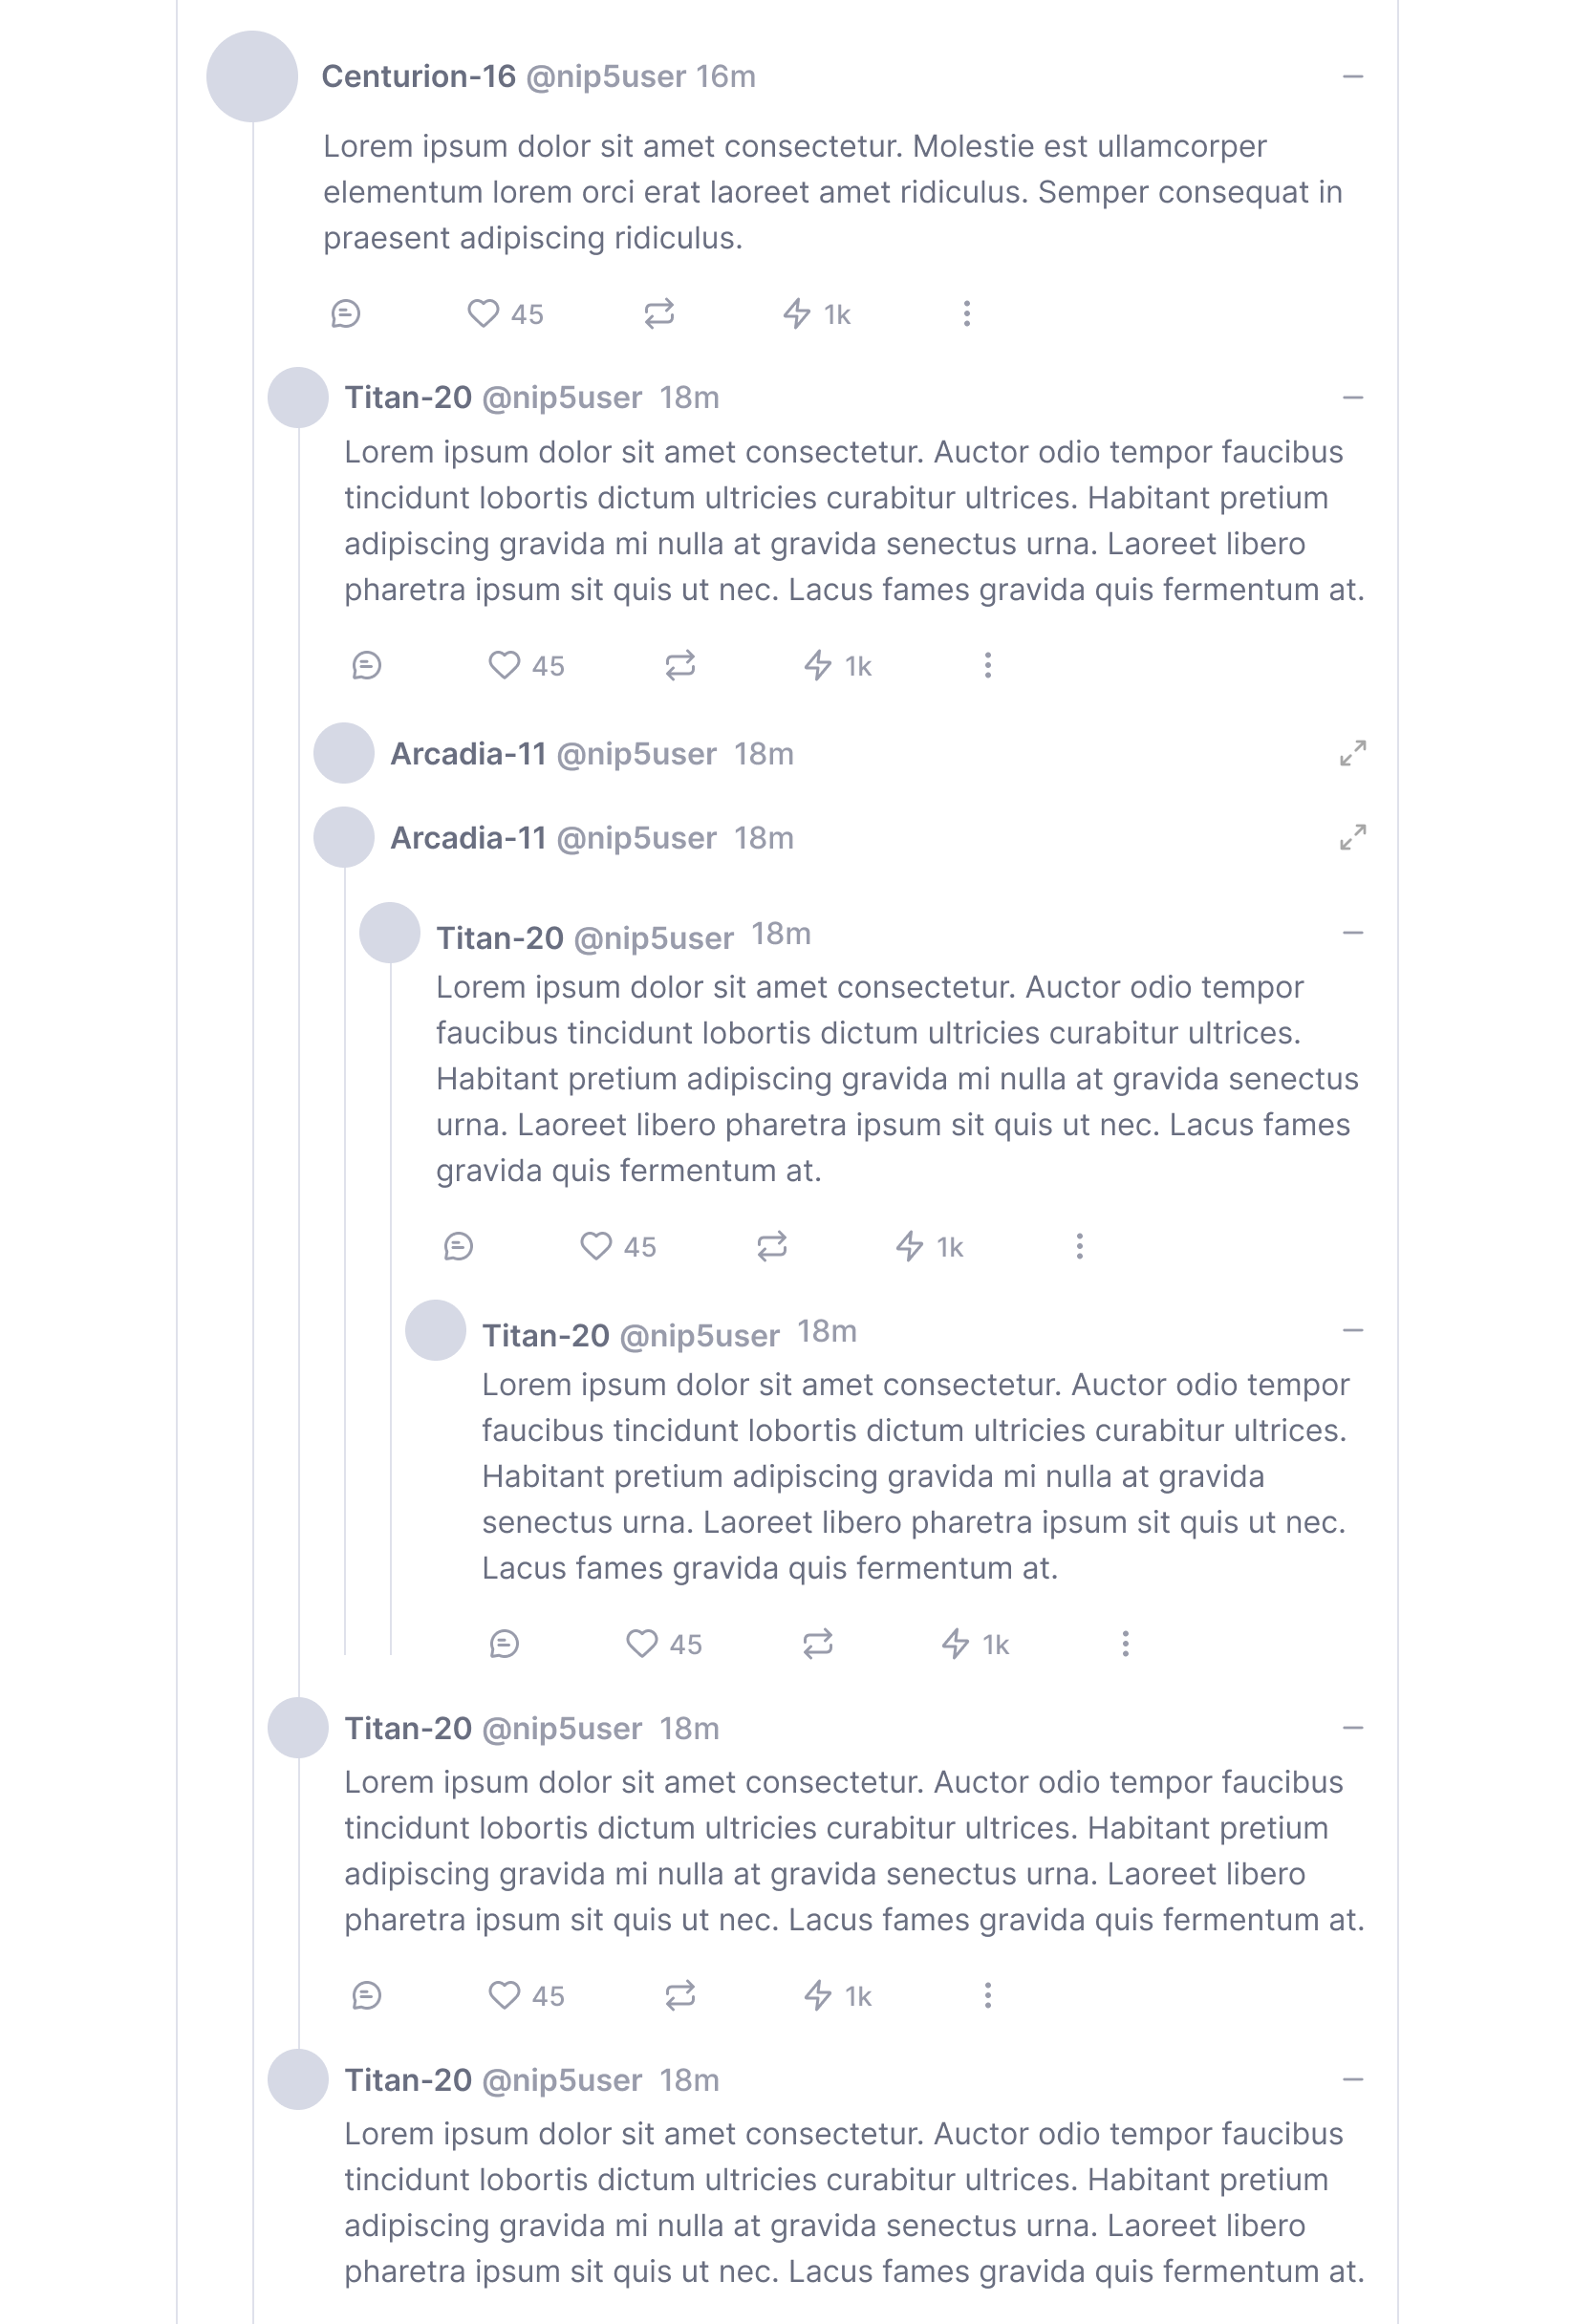 Centurion-16 @nip5user 16m
Lorem ipsum dolor sit amet consectetur. Molestie est ullamcorper
elementum lorem orci erat laoreet amet ridiculus. Semper consequat in
praesent adipiscing ridiculus.
45 1k
Titan-20 @nip5user 18m
Lorem ipsum dolor sit amet consectetur. Auctor odio tempor faucibus
tincidunt lobortis dictum ultricies curabitur ultrices. Habitant pretium
adipiscing gravida mi nulla at gravida senectus urna. Laoreet libero
pharetra ipsum sit quis ut nec. Lacus fames gravida quis fermentum at.
45 1k
Arcadia-11 @nip5user 18m
Arcadia-11 @nip5user 18m
Titan-20 @nip5user 18m
Lorem ipsum dolor sit amet consectetur. Auctor odio tempor
faucibus tincidunt lobortis dictum ultricies curabitur ultrices.
Habitant pretium adipiscing gravida mi nulla at gravida senectus
urna. Laoreet libero pharetra ipsum sit quis ut nec. Lacus fames
gravida quis fermentum at.
45 1k
Titan-20 @nip5user 18m
Lorem ipsum dolor sit amet consectetur. Auctor odio tempor
faucibus tincidunt lobortis dictum ultricies curabitur ultrices.
Habitant pretium adipiscing gravida mi nulla at gravida
senectus urna. Laoreet libero pharetra ipsum sit quis ut nec.
Lacus fames gravida quis fermentum at.
45 1k
Titan-20 @nip5user 18m
Lorem ipsum dolor sit amet consectetur. Auctor odio tempor faucibus
tincidunt lobortis dictum ultricies curabitur ultrices. Habitant pretium
adipiscing gravida mi nulla at gravida senectus urna. Laoreet libero
pharetra ipsum sit quis ut nec. Lacus fames gravida quis fermentum at.
45 1k
Titan-20 @nip5user 18m
Lorem ipsum dolor sit amet consectetur. Auctor odio tempor faucibus
tincidunt lobortis dictum ultricies curabitur ultrices. Habitant pretium
adipiscing gravida mi nulla at gravida senectus urna. Laoreet libero
pharetra ipsum sit quis ut nec. Lacus fames gravida quis fermentum at.